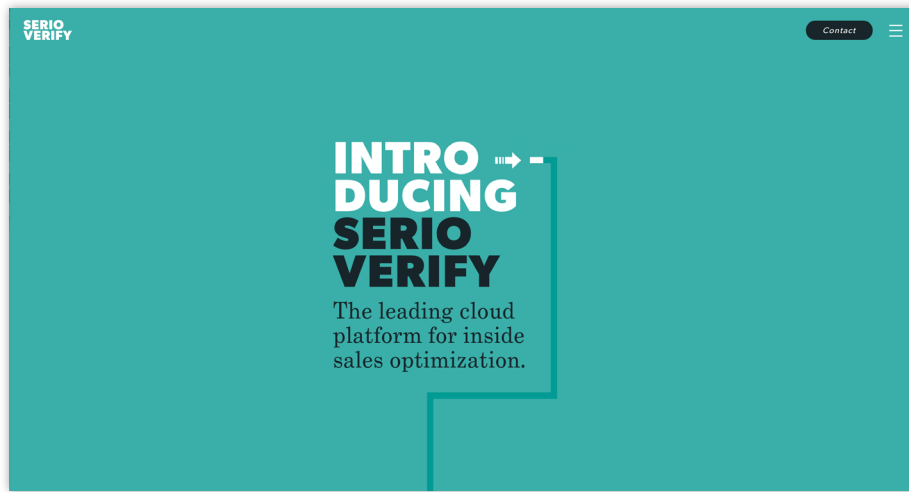 SERIO
VERIFY
Contact
INTRO
DUCING
SERIO
VERIFY
The leading cloud
platform for inside
sales optimization.